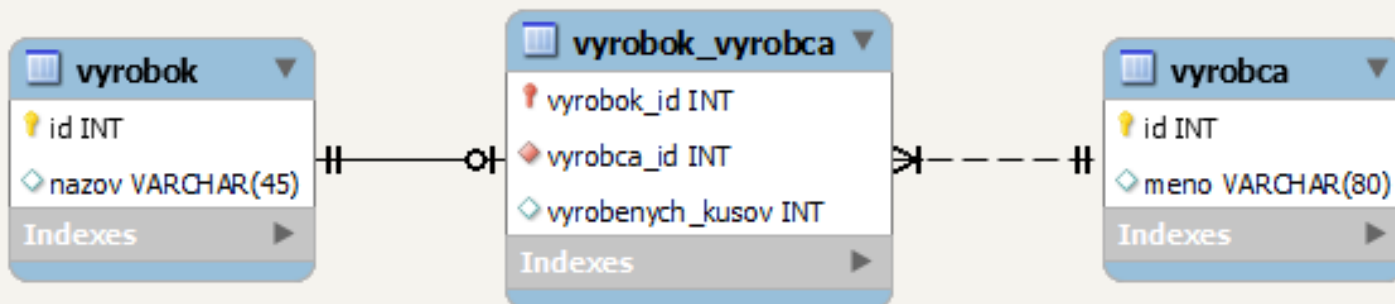 vyrobok
id INT
nazov VARCHAR(45)
Indexes
vyrobok_vyrobca
vyrobok_id INT
vyrobca_id INT
vyrobenych_kusov INT
Indexes
vyrobca
id INT
meno VARCHAR(80)
Indexes